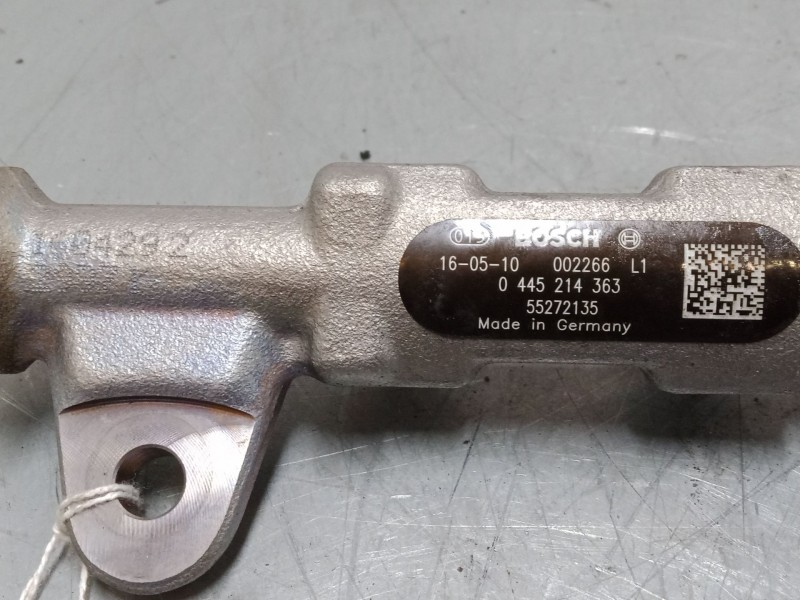 BOSCH
16-05-10 002266 L1
0 445 214 363
55272135
Made in Germany